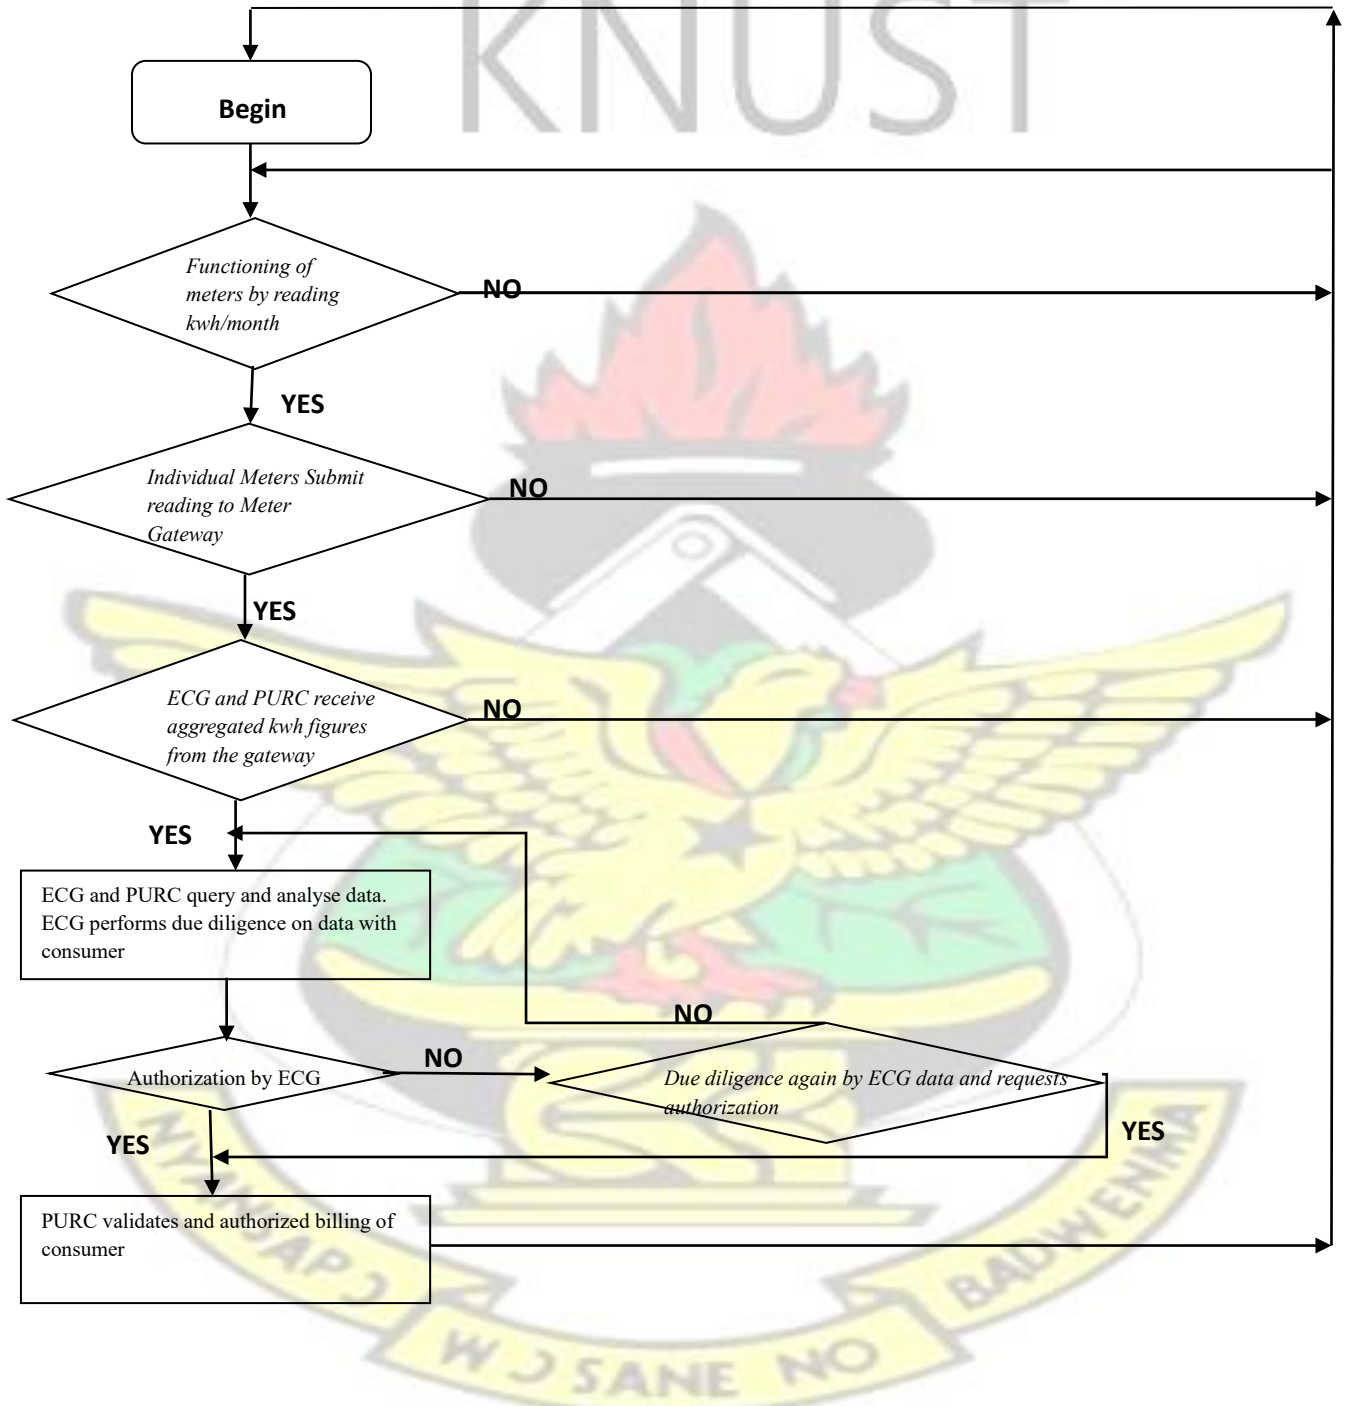 KNUST
Begin
Functioning of
meters by reading
kwh/month
NO
YES
Individual Meters Submit
reading to Meter
Gateway
NO
YES
ECG and PURC receive
aggregated kwh figures
from the gateway
NO
YES
ECG and PURC query and analyse data.
ECG performs due diligence on data with
consumer
NO
Authorization by ECG
NO
Due diligence again by ECG data and requests
authorization
YES
YES
PURC validates and authorized billing of
consumer
NYANSAPƆ
WƆSANE NO
BADWENMA